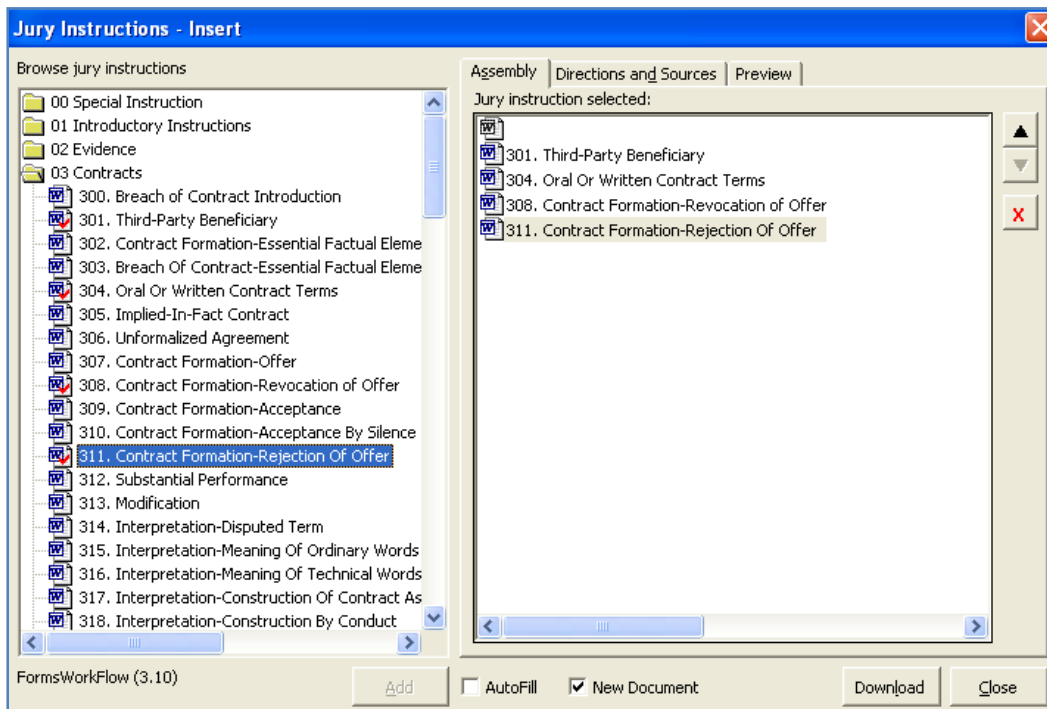 Jury Instructions - Insert
Browse jury instructions
00 Special Instruction
01 Introductory Instructions
02 Evidence
03 Contracts
300. Breach of Contract Introduction
301. Third-Party Beneficiary
302. Contract Formation-Essential Factual Eleme
303. Breach Of Contract-Essential Factual Eleme
304. Oral Or Written Contract Terms
305. Implied-In-Fact Contract
306. Unformalized Agreement
307. Contract Formation-Offer
308. Contract Formation-Revocation of Offer
309. Contract Formation-Acceptance
310. Contract Formation-Acceptance By Silence
311. Contract Formation-Rejection Of Offer
312. Substantial Performance
313. Modification
314. Interpretation-Disputed Term
315. Interpretation-Meaning Of Ordinary Words
316. Interpretation-Meaning Of Technical Words
317. Interpretation-Construction Of Contract As
318. Interpretation-Construction By Conduct
Assembly Directions and Sources Preview
Jury instruction selected:
301. Third-Party Beneficiary
304. Oral Or Written Contract Terms
308. Contract Formation-Revocation of Offer
311. Contract Formation-Rejection Of Offer
FormsWorkFlow (3.10)
Add
AutoFill
New Document
Download
Close